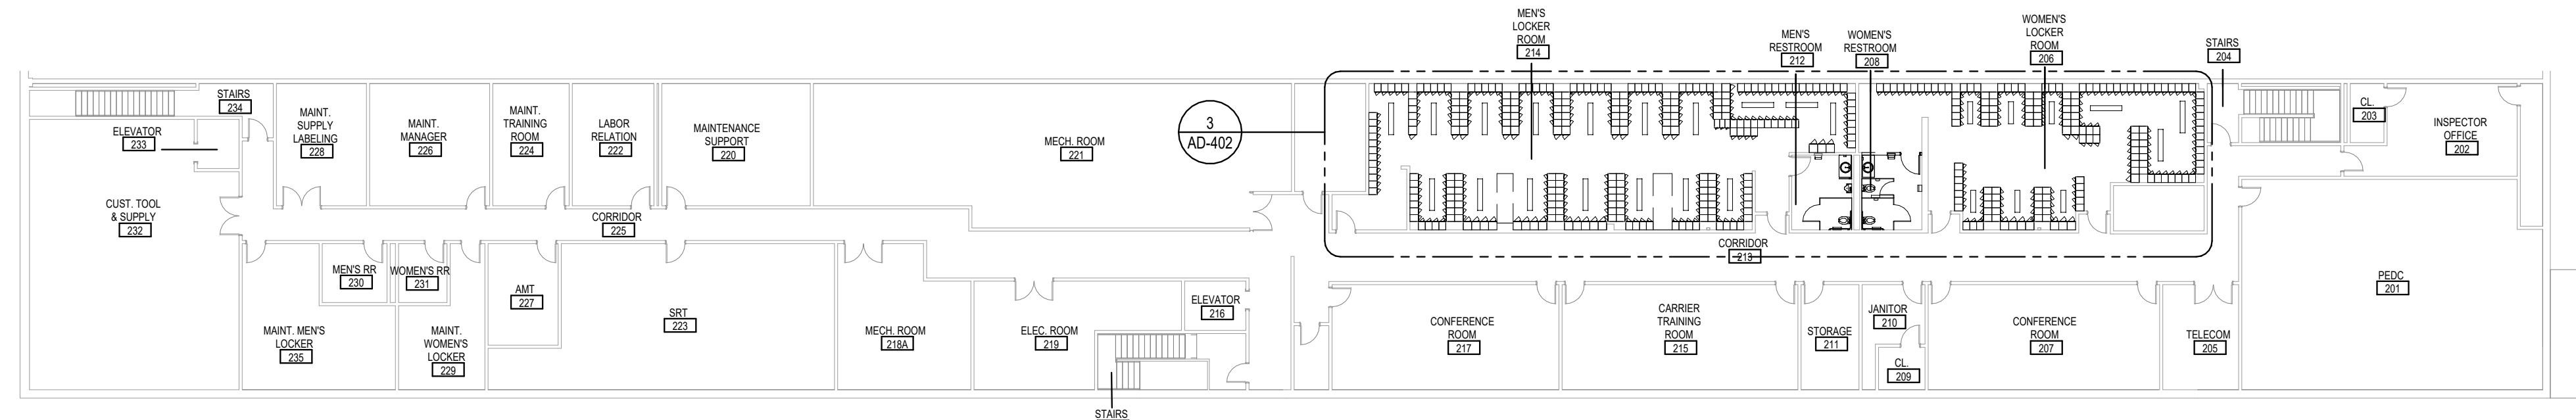 MEN'S
LOCKER
ROOM
214
MEN'S
RESTROOM
212
WOMEN'S
RESTROOM
208
WOMEN'S
LOCKER
ROOM
206
STAIRS
204
STAIRS
234
ELEVATOR
233
MAINT.
SUPPLY
LABELING
228
MAINT.
MANAGER
226
MAINT.
TRAINING
ROOM
224
LABOR
RELATION
222
MAINTENANCE
SUPPORT
220
MECH. ROOM
221
3
AD-402
CL.
203
INSPECTOR
OFFICE
202
CUST. TOOL
& SUPPLY
232
CORRIDOR
225
CORRIDOR
213
MEN'S RR
230
WOMEN'S RR
231
AMT
227
SRT
223
MAINT. MEN'S
LOCKER
235
MAINT.
WOMEN'S
LOCKER
229
MECH. ROOM
218A
ELEC. ROOM
219
ELEVATOR
216
STAIRS
CONFERENCE
ROOM
217
CARRIER
TRAINING
ROOM
215
STORAGE
211
JANITOR
210
CL.
209
CONFERENCE
ROOM
207
TELECOM
205
PEDC
201